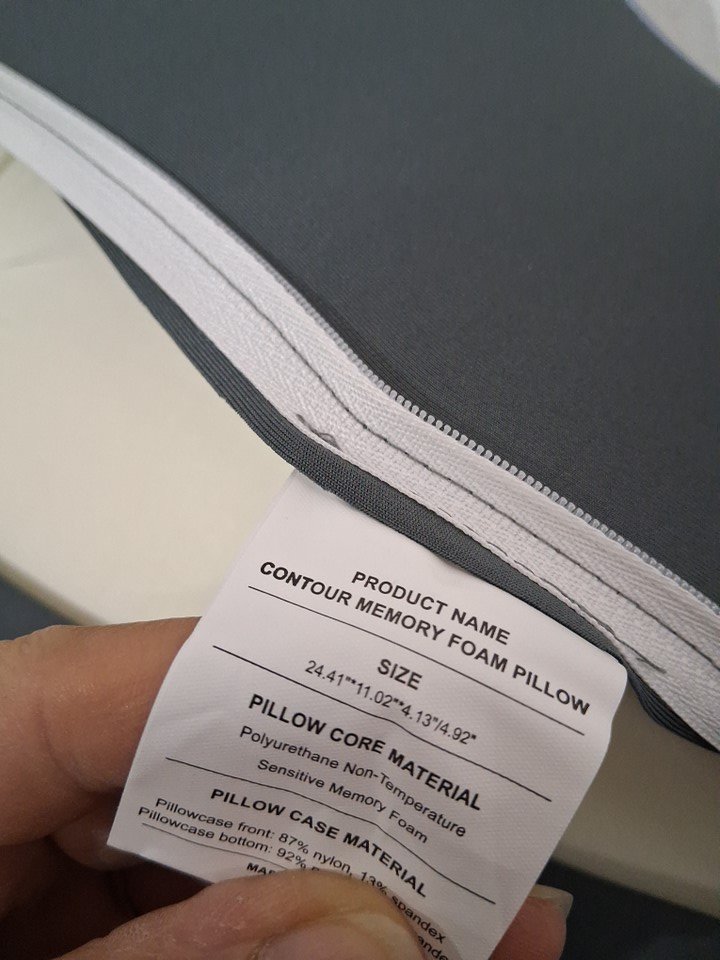 PRODUCT NAME
CONTOUR MEMORY FOAM PILLOW
SIZE
24.41"*11.02"*4.13"/4.92"
PILLOW CORE MATERIAL
Polyurethane Non-Temperature
Sensitive Memory Foam
PILLOW CASE MATERIAL
Pillowcase front: 87% nylon, 13% spandex
Pillowcase bottom: 92%